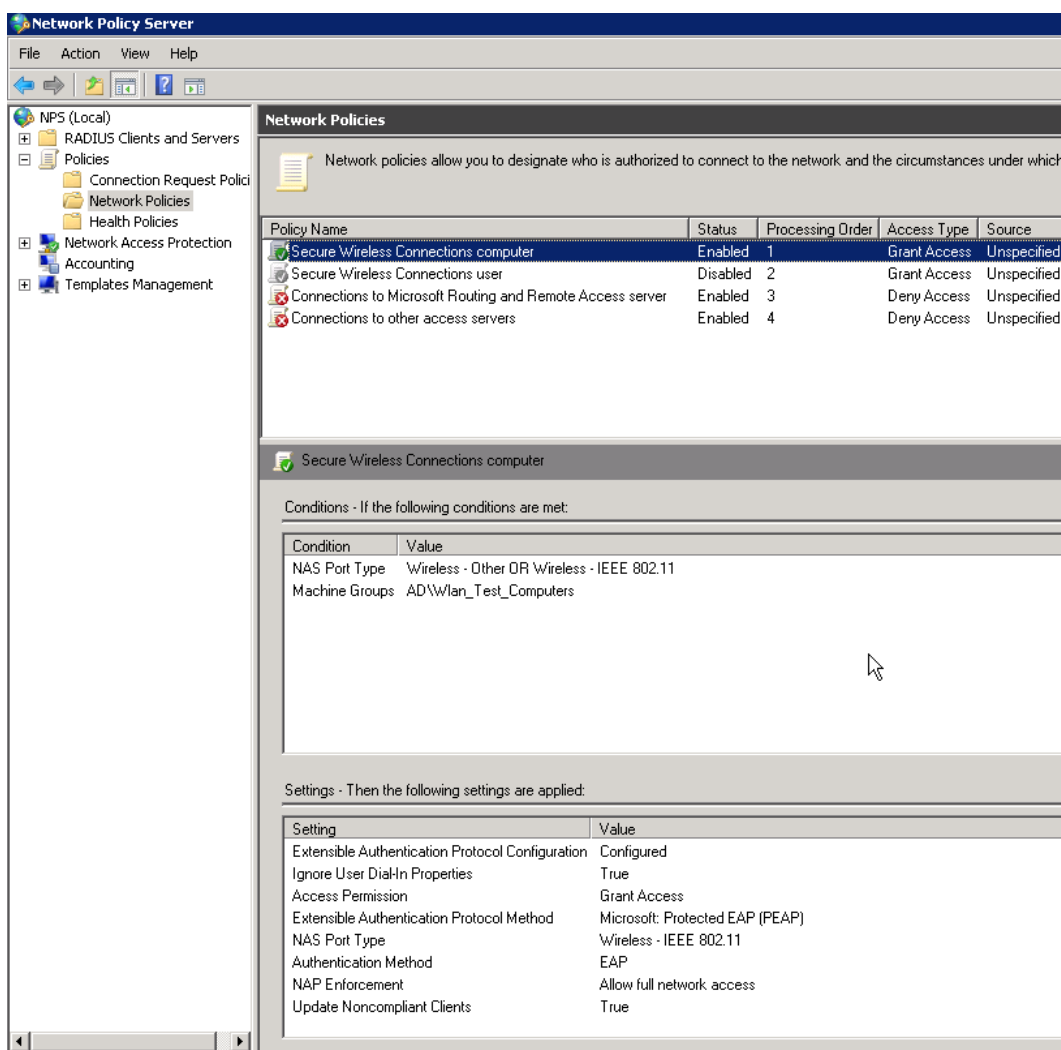 Network Policy Server
File Action View Help
NPS (Local)
RADIUS Clients and Servers
Policies
Connection Request Polici
Network Policies
Health Policies
Network Access Protection
Accounting
Templates Management
Network Policies
Network policies allow you to designate who is authorized to connect to the network and the circumstances under which
Policy Name Status Processing Order Access Type Source
Secure Wireless Connections computer Enabled 1 Grant Access Unspecified
Secure Wireless Connections user Disabled 2 Grant Access Unspecified
Connections to Microsoft Routing and Remote Access server Enabled 3 Deny Access Unspecified
Connections to other access servers Enabled 4 Deny Access Unspecified
Secure Wireless Connections computer
Conditions - If the following conditions are met:
Condition Value
NAS Port Type Wireless - Other OR Wireless - IEEE 802.11
Machine Groups AD\Wlan_Test_Computers
Settings - Then the following settings are applied:
Setting Value
Extensible Authentication Protocol Configuration Configured
Ignore User Dial-In Properties True
Access Permission Grant Access
Extensible Authentication Protocol Method Microsoft: Protected EAP (PEAP)
NAS Port Type Wireless - IEEE 802.11
Authentication Method EAP
NAP Enforcement Allow full network access
Update Noncompliant Clients True